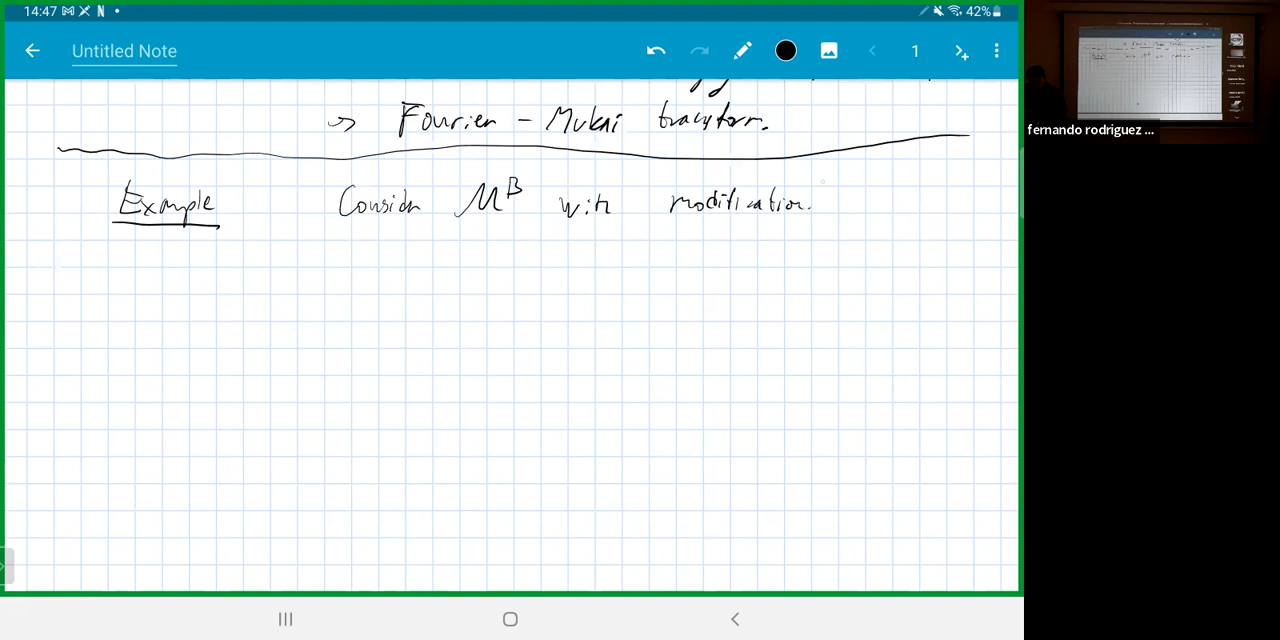 14:47 42%
Untitled Note 1
→ Fourier - Mukai transform.
Example Consider M^B with modification.
fernando rodriguez ...